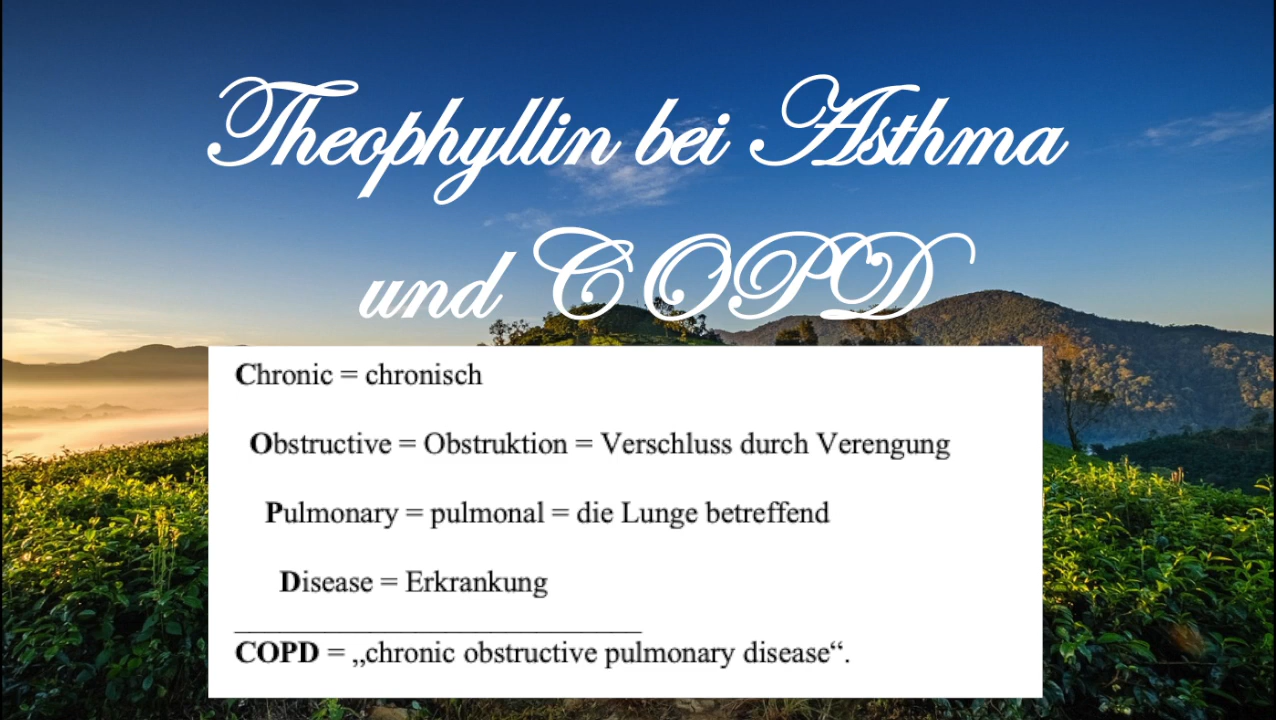 Theophyllin bei Asthma
und COPD
Chronic = chronisch
Obstructive = Obstruktion = Verschluss durch Verengung
Pulmonary = pulmonal = die Lunge betreffend
Disease = Erkrankung
COPD = „chronic obstructive pulmonary disease“.